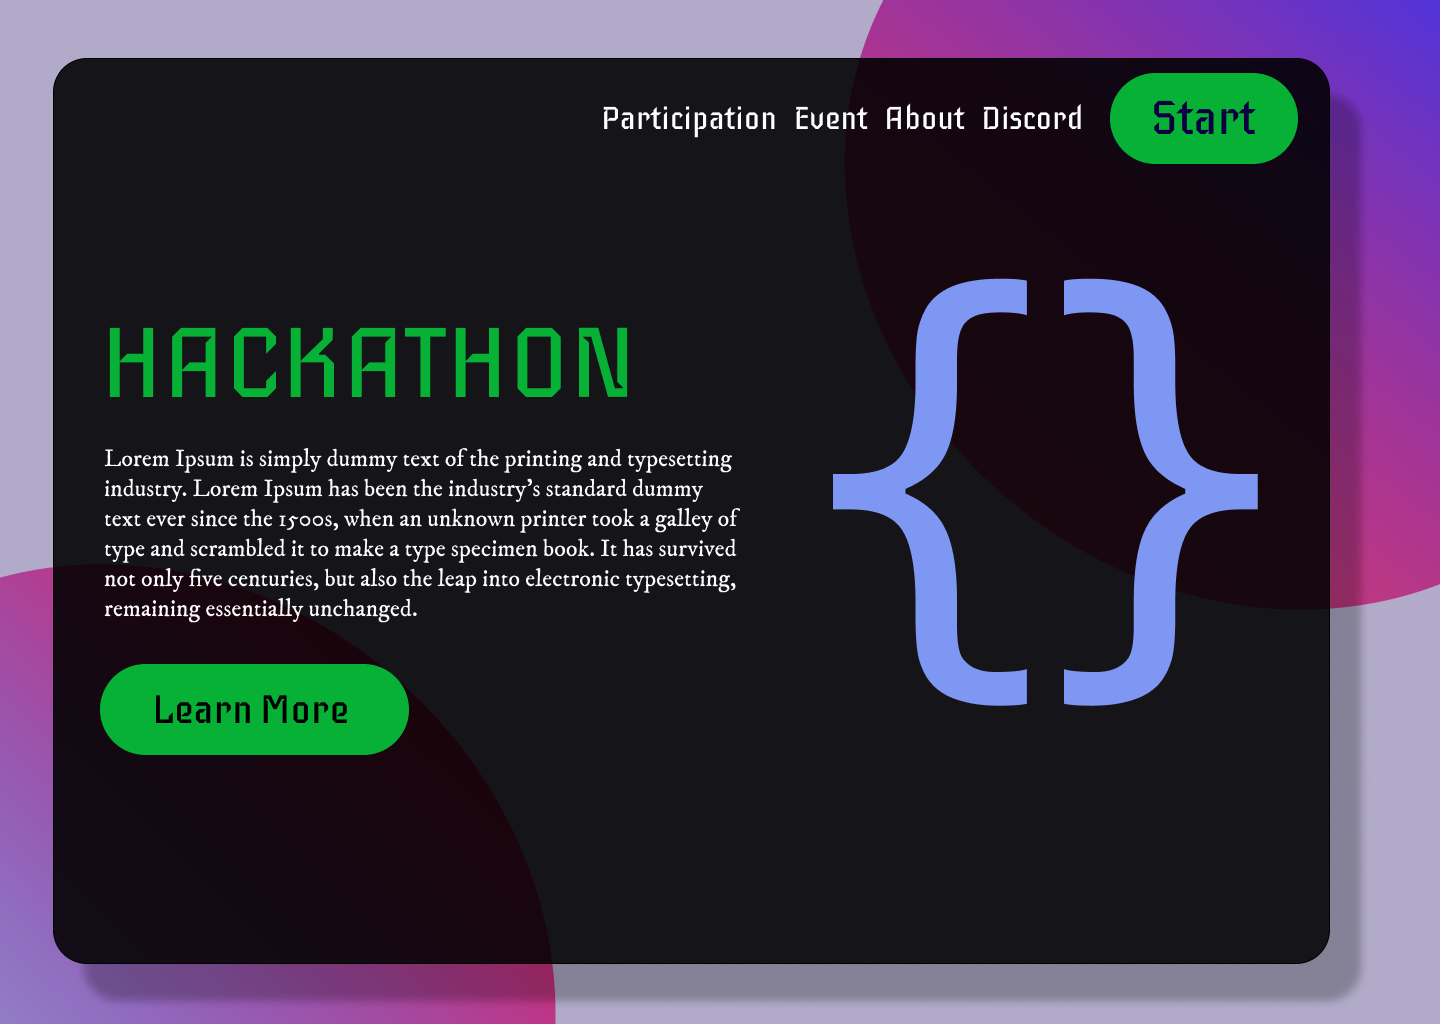 Participation Event About Discord Start
HACKATHON
Lorem Ipsum is simply dummy text of the printing and typesetting
industry. Lorem Ipsum has been the industry's standard dummy
text ever since the 1500s, when an unknown printer took a galley of
type and scrambled it to make a type specimen book. It has survived
not only five centuries, but also the leap into electronic typesetting,
remaining essentially unchanged.
Learn More
{}